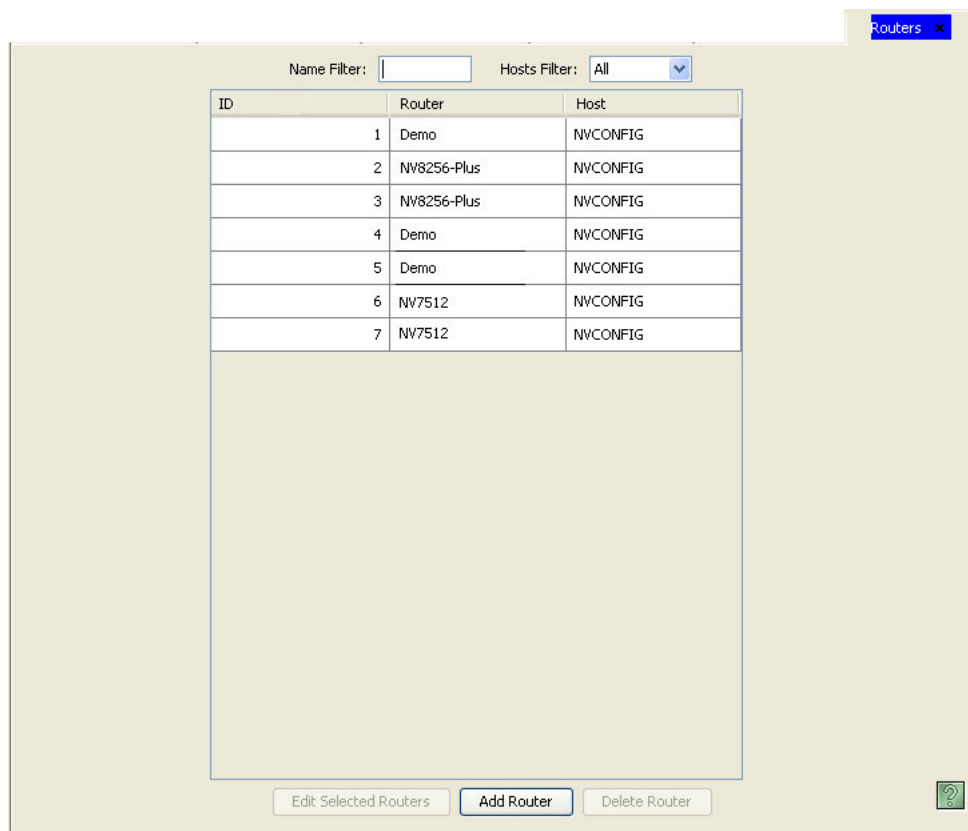 Routers ×
Name Filter: Hosts Filter: All
ID Router Host
1 Demo NVCONFIG
2 NV8256-Plus NVCONFIG
3 NV8256-Plus NVCONFIG
4 Demo NVCONFIG
5 Demo NVCONFIG
6 NV7512 NVCONFIG
7 NV7512 NVCONFIG
Edit Selected Routers Add Router Delete Router ?